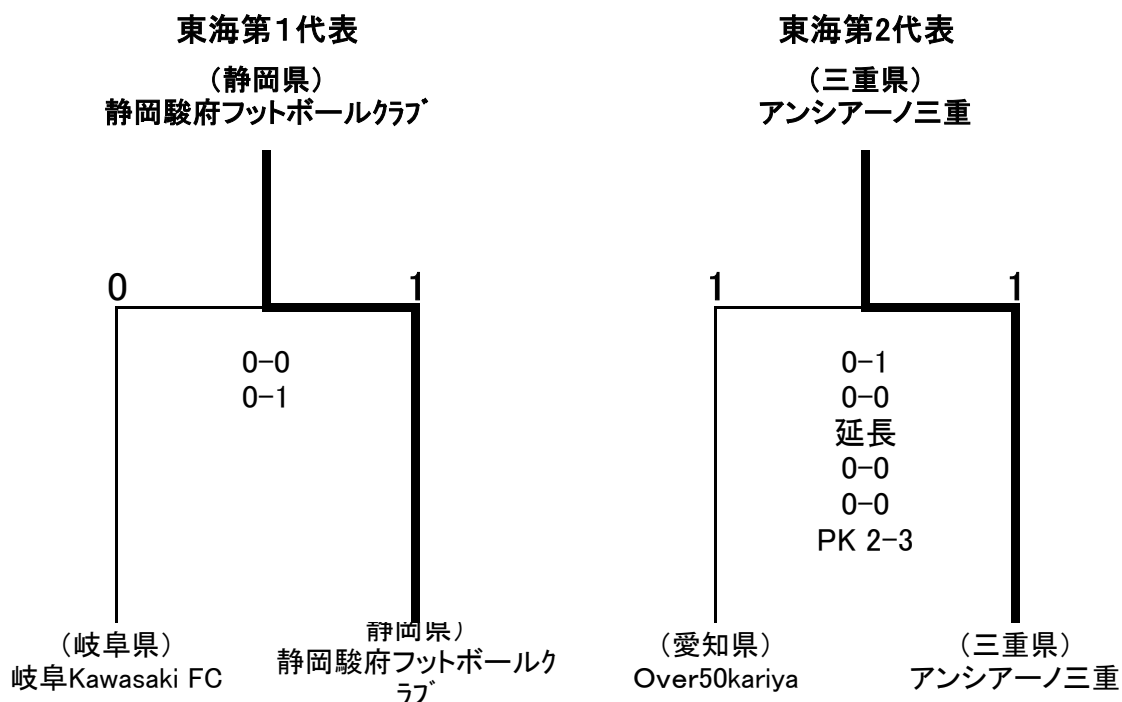 東海第1代表
(静岡県)
静岡駿府フットボールｸﾗﾌﾞ
0
1
0-0
0-1
(岐阜県)
岐阜Kawasaki FC
静岡県)
静岡駿府フットボールｸ
ﾗﾌﾞ
東海第2代表
(三重県)
アンシアーノ三重
1
1
0-1
0-0
延長
0-0
0-0
PK 2-3
(愛知県)
Over50kariya
(三重県)
アンシアーノ三重